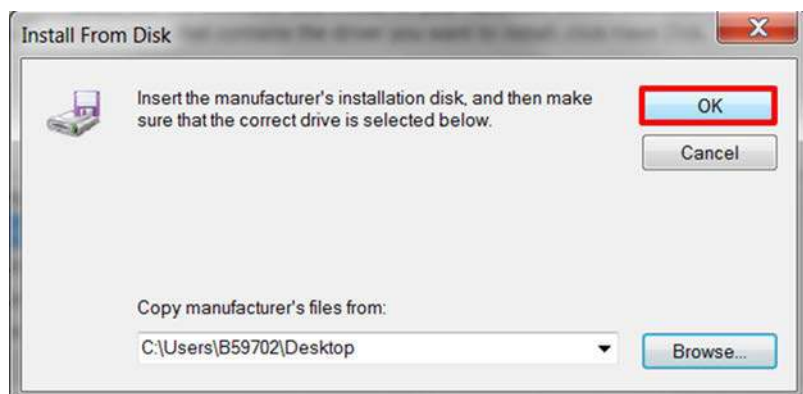 Install From Disk
Insert the manufacturer's installation disk, and then make
sure that the correct drive is selected below.
OK
Cancel
Copy manufacturer's files from:
C:\Users\B59702\Desktop
Browse...